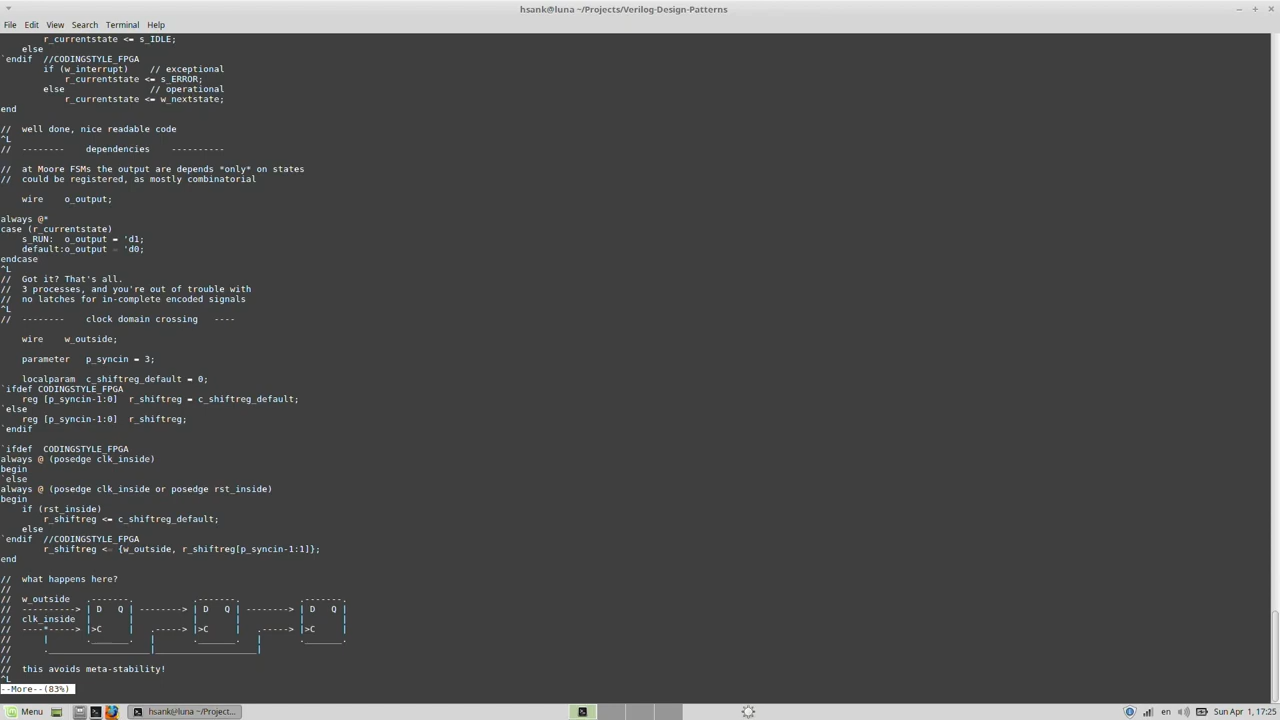 hsank@luna ~/Projects/Verilog-Design-Patterns
File Edit View Search Terminal Help
        r_currentstate <= s_IDLE;
    else
`endif  //CODINGSTYLE_FPGA
        if (w_interrupt)    // exceptional
            r_currentstate <= s_ERROR;
        else                // operational
            r_currentstate <= w_nextstate;
end
//  well done, nice readable code
^L
//  --------    dependencies    ----------
//  at Moore FSMs the output are depends *only* on states
//  could be registered, as mostly combinatorial
    wire    o_output;
always @*
case (r_currentstate)
    s_RUN:  o_output = 'd1;
    default:o_output = 'd0;
endcase
^L
//  Got it? That's all.
//  3 processes, and you're out of trouble with
//  no latches for in-complete encoded signals
^L
//  --------    clock domain crossing   ----
    wire    w_outside;
    parameter   p_syncin = 3;
    localparam  c_shiftreg_default = 0;
`ifdef CODINGSTYLE_FPGA
    reg [p_syncin-1:0]  r_shiftreg = c_shiftreg_default;
`else
    reg [p_syncin-1:0]  r_shiftreg;
`endif
`ifdef  CODINGSTYLE_FPGA
always @ (posedge clk_inside)
begin
`else
always @ (posedge clk_inside or posedge rst_inside)
begin
    if (rst_inside)
        r_shiftreg <= c_shiftreg_default;
    else
`endif  //CODINGSTYLE_FPGA
        r_shiftreg <= {w_outside, r_shiftreg[p_syncin-1:1]};
end
//  what happens here?
//
//  w_outside   .-------.            .-------.           .-------.
//  ----------> | D   Q | --------> | D   Q | --------> | D   Q |
//  clk_inside  |       |           |       |           |       |
//  ----*-----> |>C     |   .-----> |>C     |   .-----> |>C     |
//      |       ._______.   |       ._______.   |       ._______.
//      .___________________|___________________|
//
//  this avoids meta-stability!
^L
--More--(83%)
Menu hsank@luna ~/Project... en Sun Apr 1, 17:25